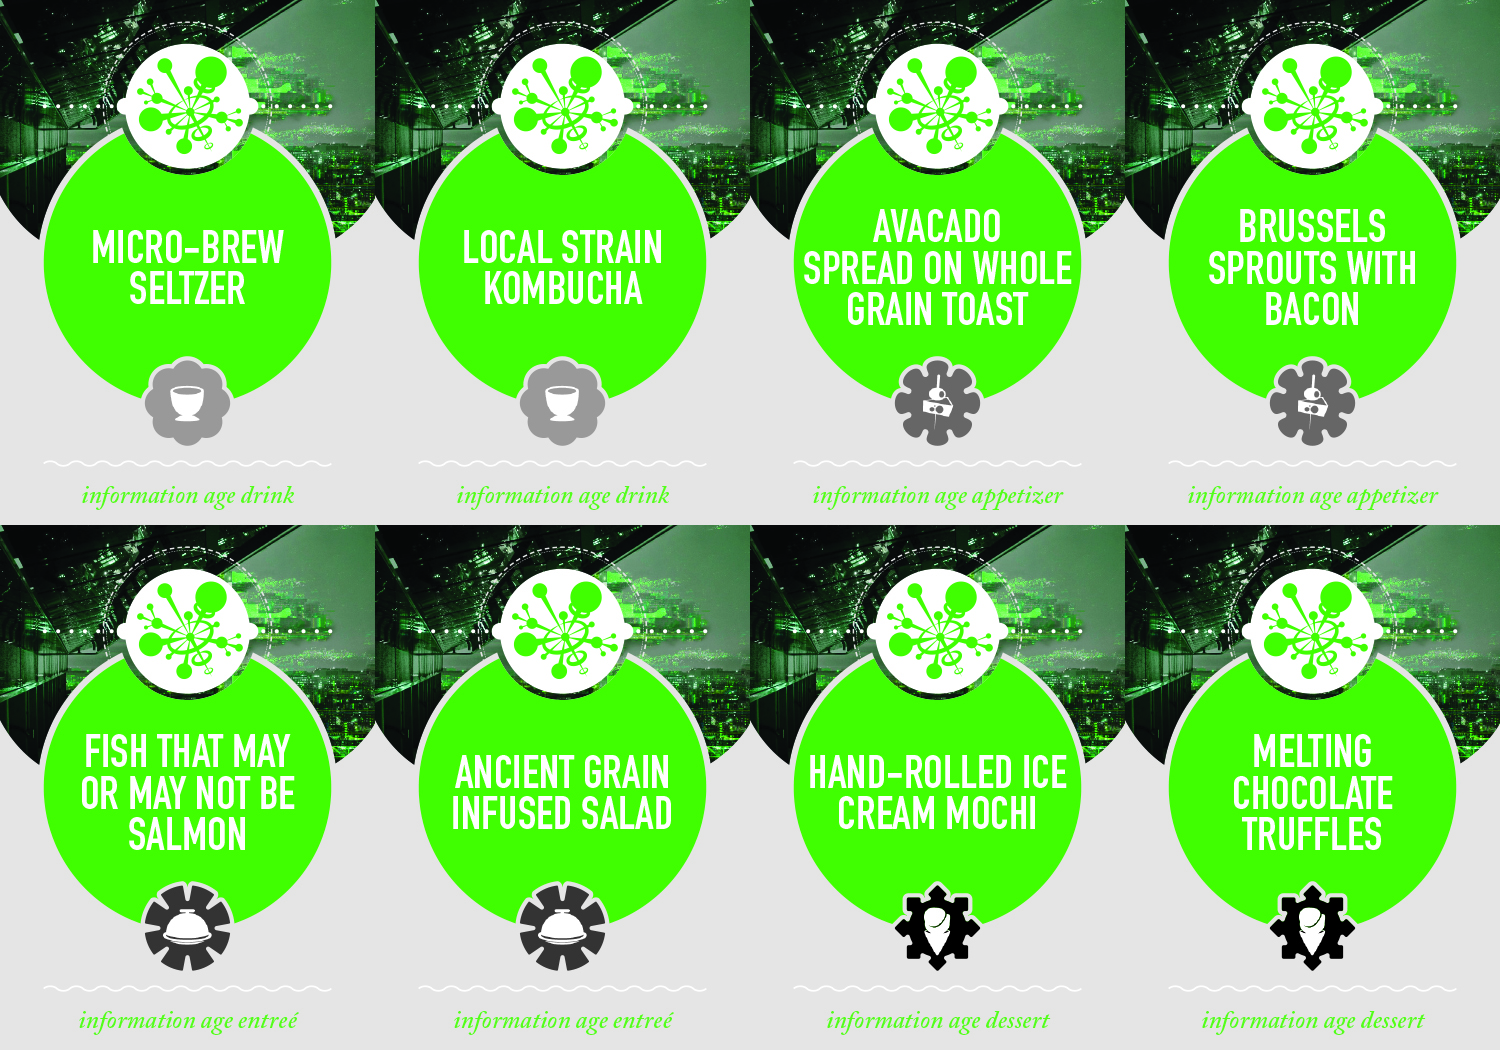 MICRO-BREW
SELTZER
information age drink
LOCAL STRAIN
KOMBUCHA
information age drink
AVACADO
SPREAD ON WHOLE
GRAIN TOAST
information age appetizer
BRUSSELS
SPROUTS WITH
BACON
information age appetizer
FISH THAT MAY
OR MAY NOT BE
SALMON
information age entreé
ANCIENT GRAIN
INFUSED SALAD
information age entreé
HAND-ROLLED ICE
CREAM MOCHI
information age dessert
MELTING
CHOCOLATE
TRUFFLES
information age dessert